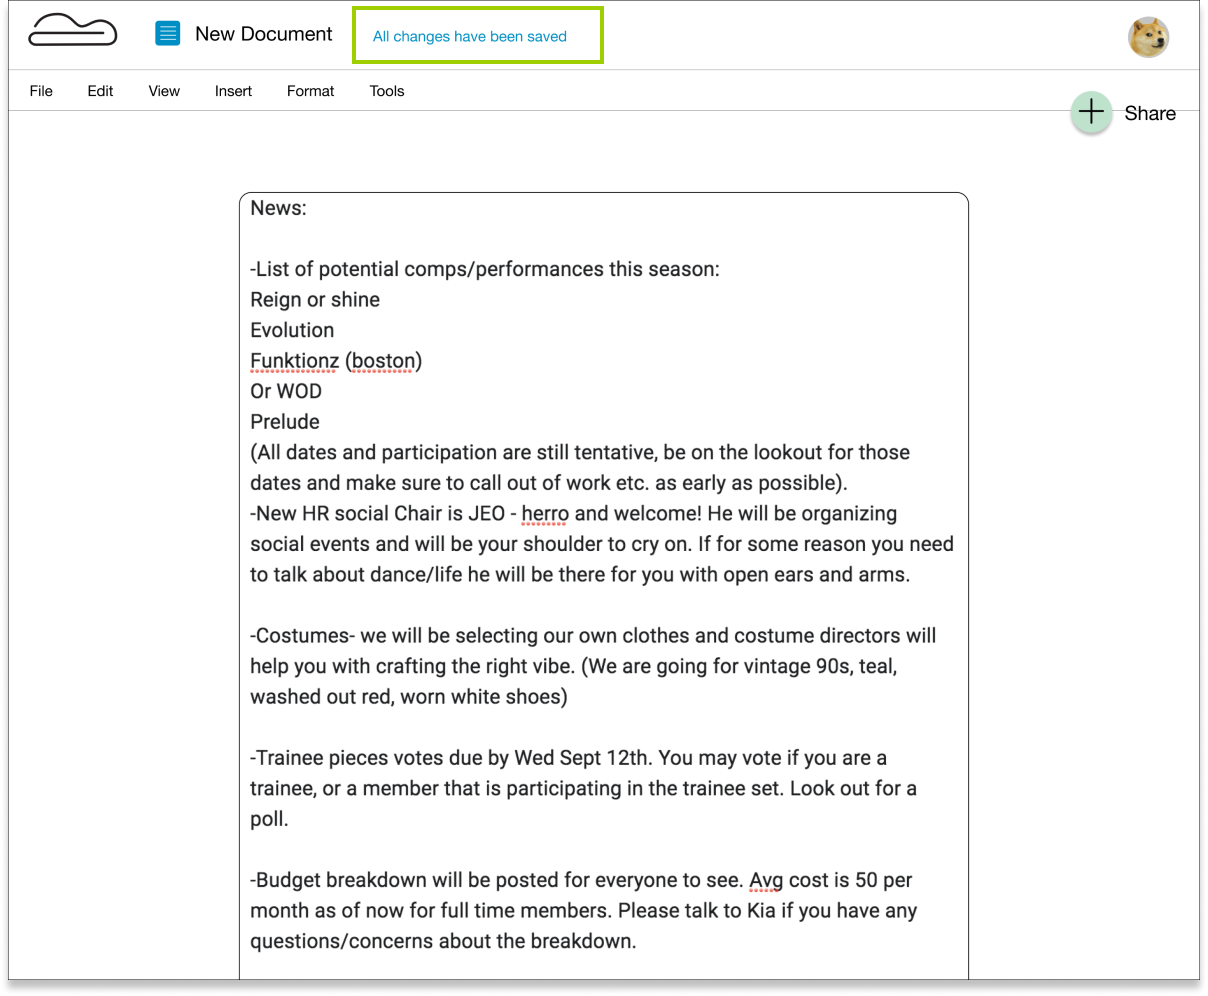 New Document
All changes have been saved
File Edit View Insert Format Tools
Share
News:
-List of potential comps/performances this season:
Reign or shine
Evolution
Funktionz (boston)
Or WOD
Prelude
(All dates and participation are still tentative, be on the lookout for those
dates and make sure to call out of work etc. as early as possible).
-New HR social Chair is JEO - herro and welcome! He will be organizing
social events and will be your shoulder to cry on. If for some reason you need
to talk about dance/life he will be there for you with open ears and arms.
-Costumes- we will be selecting our own clothes and costume directors will
help you with crafting the right vibe. (We are going for vintage 90s, teal,
washed out red, worn white shoes)
-Trainee pieces votes due by Wed Sept 12th. You may vote if you are a
trainee, or a member that is participating in the trainee set. Look out for a
poll.
-Budget breakdown will be posted for everyone to see. Avg cost is 50 per
month as of now for full time members. Please talk to Kia if you have any
questions/concerns about the breakdown.